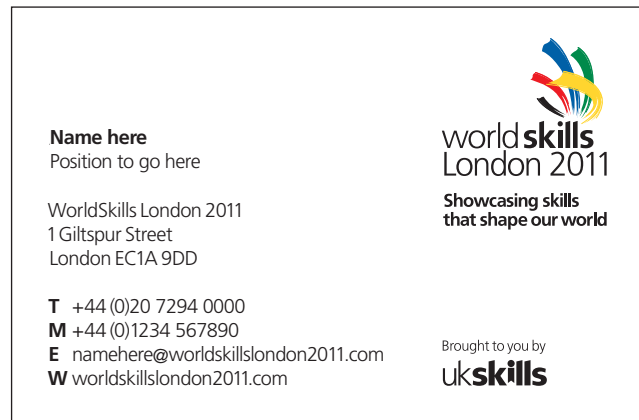 Name here
Position to go here
WorldSkills London 2011
1 Giltspur Street
London EC1A 9DD
T +44 (0)20 7294 0000
M +44 (0)1234 567890
E namehere@worldskillslondon2011.com
W worldskillslondon2011.com
worldskills
London 2011
Showcasing skills
that shape our world
Brought to you by
ukskills